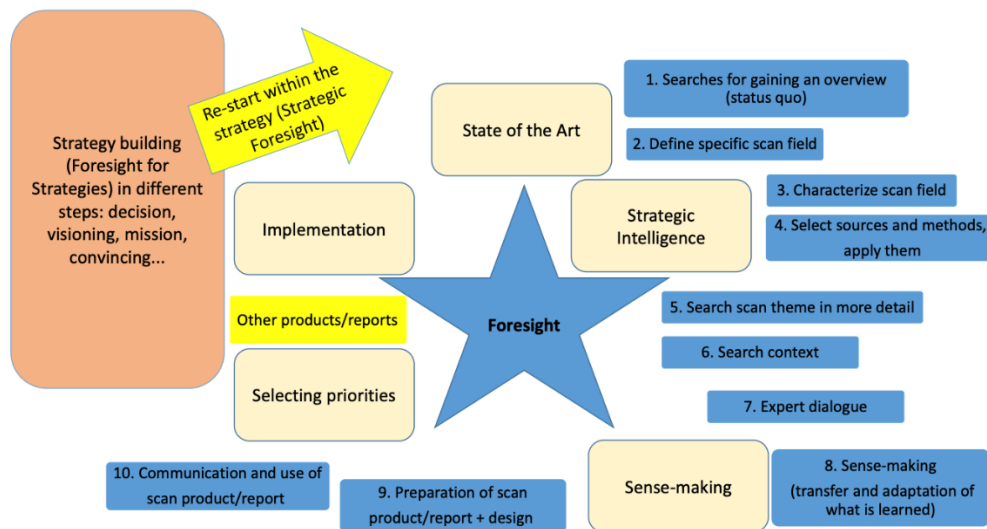 Strategy building
(Foresight for
Strategies) in different
steps: decision,
visioning, mission,
convincing...
Re-start within the
strategy (Strategic
Foresight)
State of the Art
1. Searches for gaining an overview
(status quo)
2. Define specific scan field
Strategic
Intelligence
3. Characterize scan field
4. Select sources and methods,
apply them
Implementation
Other products/reports
Foresight
5. Search scan theme in more detail
6. Search context
Selecting priorities
7. Expert dialogue
Sense-making
8. Sense-making
(transfer and adaptation of
what is learned)
9. Preparation of scan
product/report + design
10. Communication and use of
scan product/report